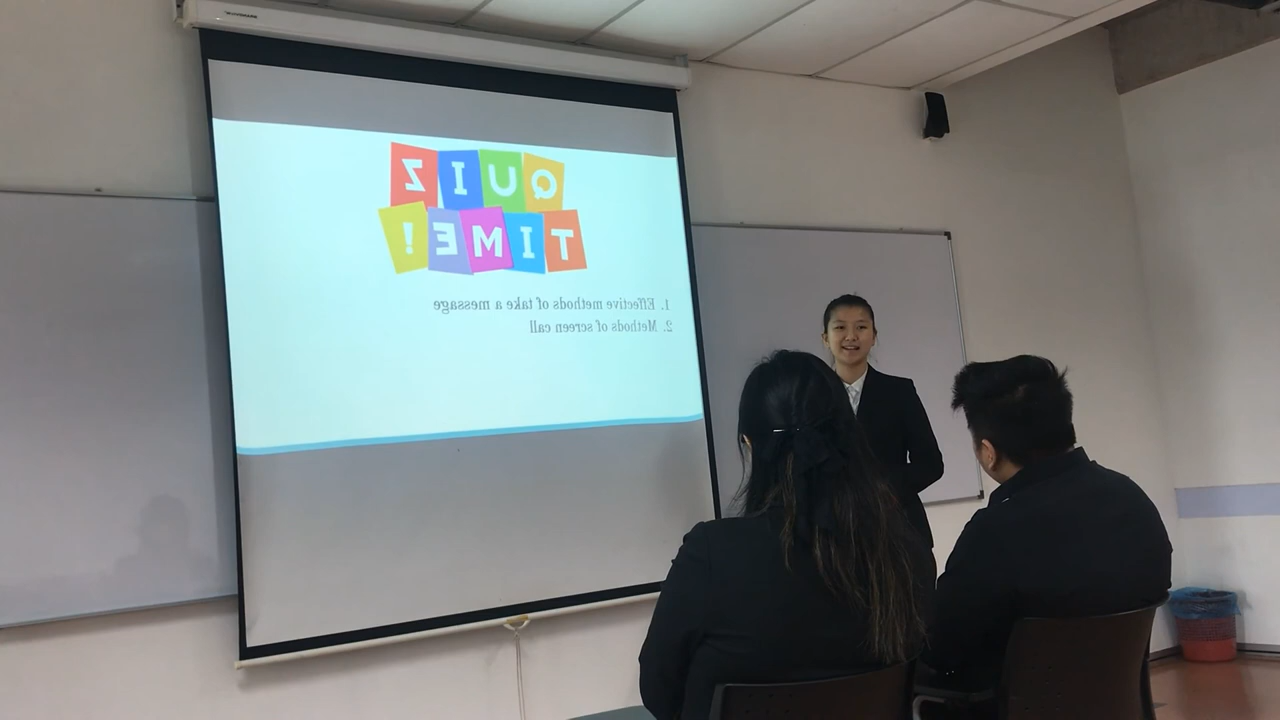 QUIZ
TIME!
1. Effective methods of take a message
2. Methods of screen call